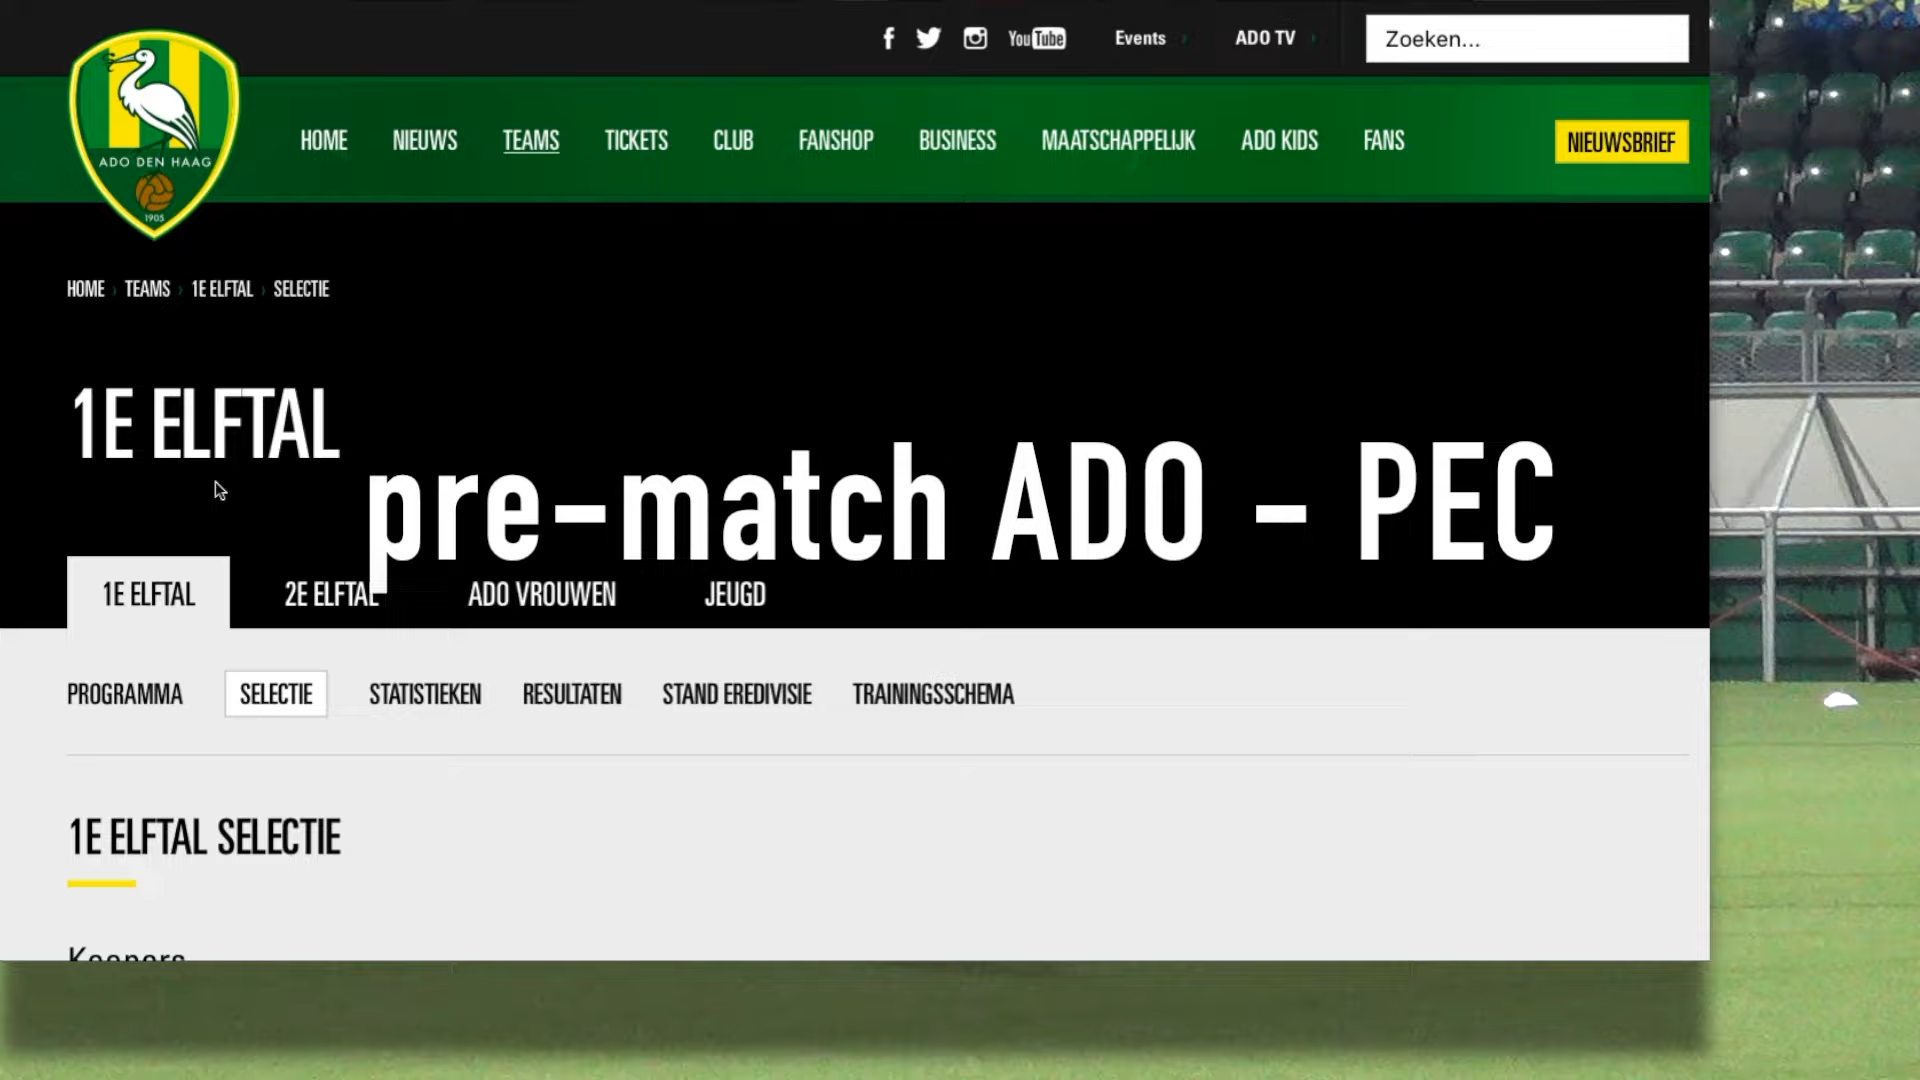 You Tube Events ADO TV Zoeken...
ADO DEN HAAG
1905
HOME NIEUWS TEAMS TICKETS CLUB FANSHOP BUSINESS MAATSCHAPPELIJK ADO KIDS FANS NIEUWSBRIEF
HOME › TEAMS › 1E ELFTAL › SELECTIE
1E ELFTAL
pre-match ADO - PEC
1E ELFTAL 2E ELFTAL ADO VROUWEN JEUGD
PROGRAMMA SELECTIE STATISTIEKEN RESULTATEN STAND EREDIVISIE TRAININGSSCHEMA
1E ELFTAL SELECTIE
Keepers